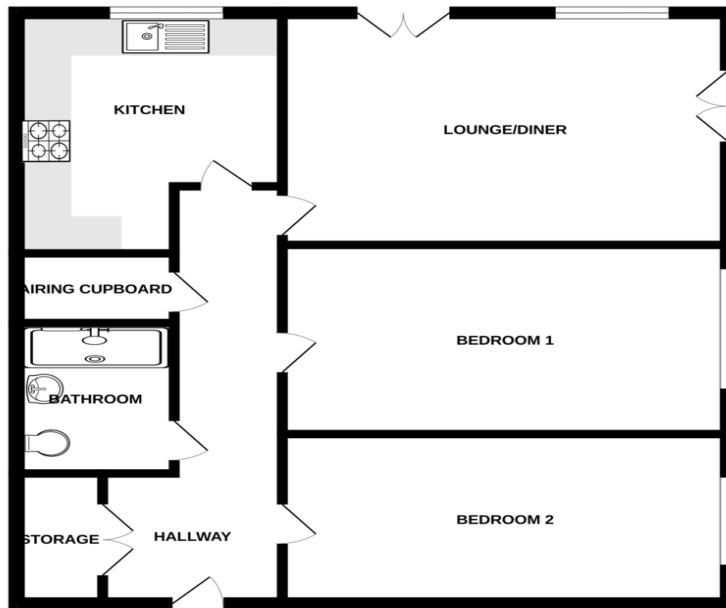 KITCHEN
LOUNGE/DINER
AIRING CUPBOARD
BEDROOM 1
BATHROOM
BEDROOM 2
STORAGE
HALLWAY